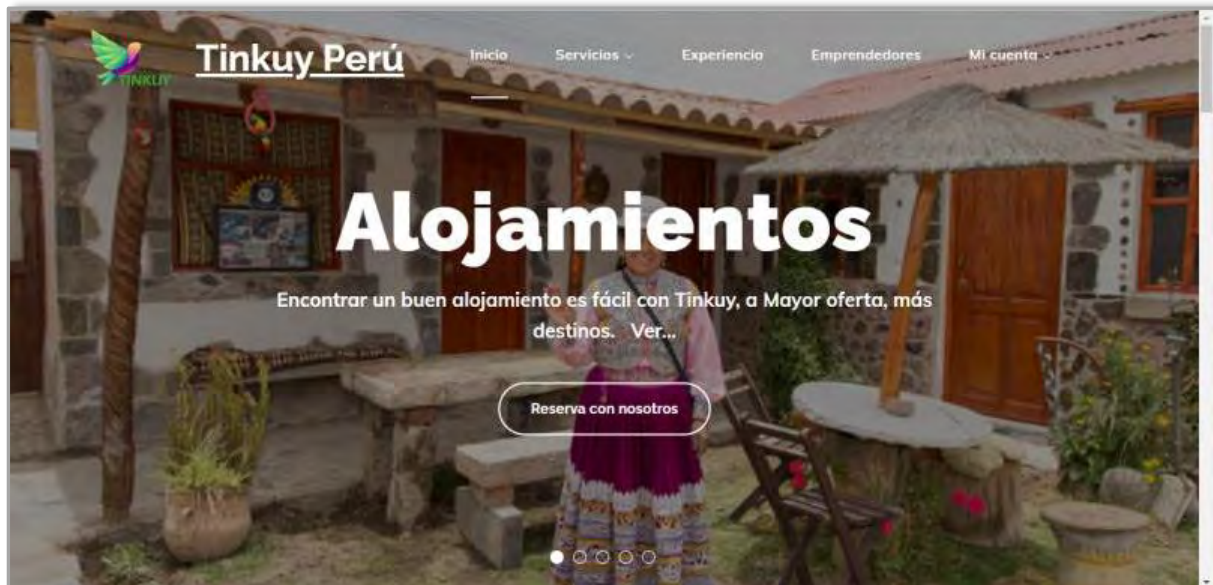 TINKUY
Tinkuy Perú
Inicio
Servicios
Experiencia
Emprendedores
Mi cuenta
Alojamientos
Encontrar un buen alojamiento es fácil con Tinkuy, a Mayor oferta, más
destinos. Ver...
Reserva con nosotros